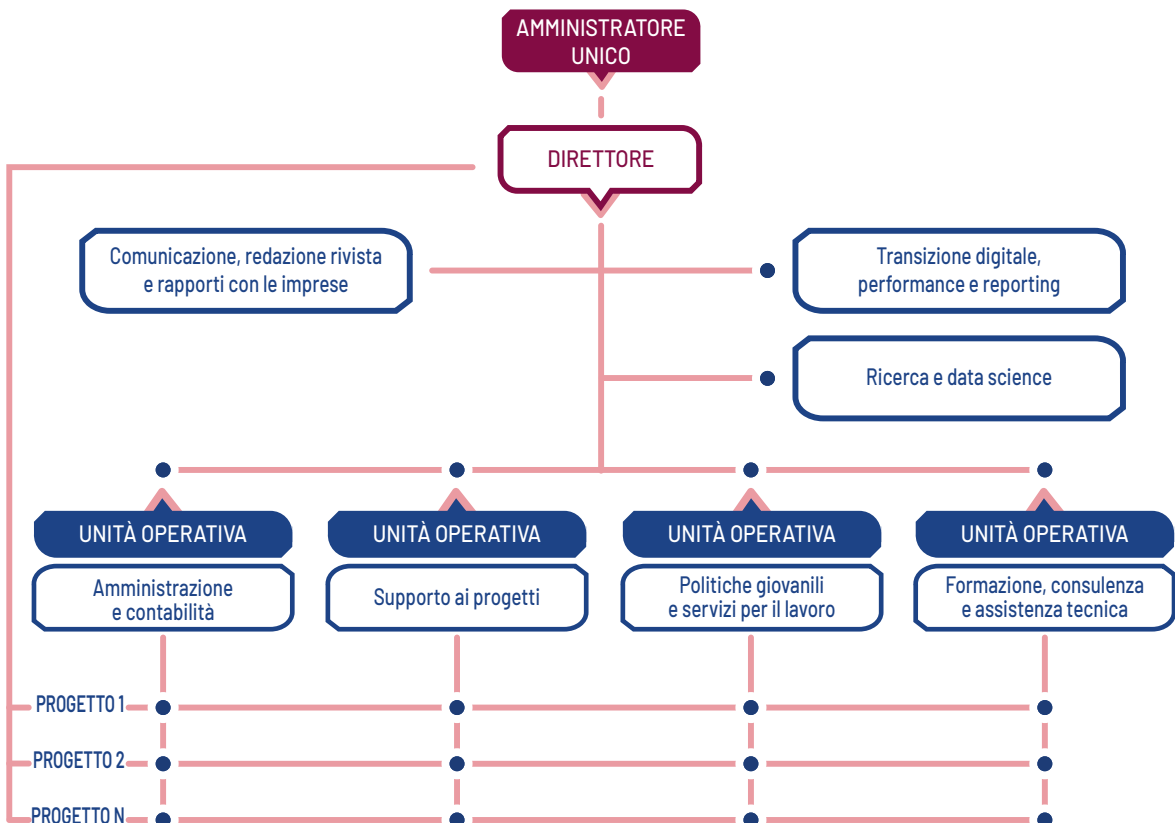 AMMINISTRATORE
UNICO
DIRETTORE
Comunicazione, redazione rivista
e rapporti con le imprese
Transizione digitale,
performance e reporting
Ricerca e data science
UNITÀ OPERATIVA
Amministrazione
e contabilità
UNITÀ OPERATIVA
Supporto ai progetti
UNITÀ OPERATIVA
Politiche giovanili
e servizi per il lavoro
UNITÀ OPERATIVA
Formazione, consulenza
e assistenza tecnica
PROGETTO 1
PROGETTO 2
PROGETTO N